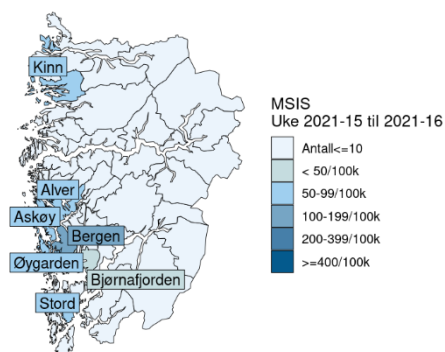 Kinn
Alver
Askøy
Bergen
Øygarden
Bjørnafjorden
Stord
MSIS
Uke 2021-15 til 2021-16
Antall<=10
< 50/100k
50-99/100k
100-199/100k
200-399/100k
>=400/100k